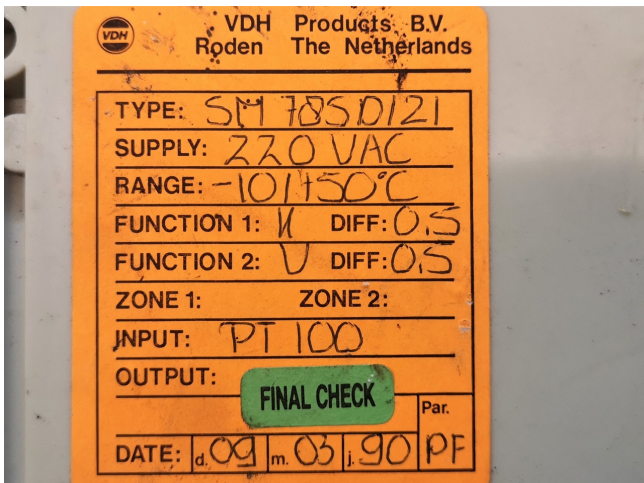 VDH
VDH Products B.V.
Roden The Netherlands
TYPE: SM 78SD/21
SUPPLY: 220 VAC
RANGE: -10/+50°C
FUNCTION 1: K DIFF: 0.5
FUNCTION 2: V DIFF: 0.5
ZONE 1: ZONE 2:
INPUT: PT 100
OUTPUT:
FINAL CHECK
Par.
DATE: d. 09 m. 03 j. 90 PF